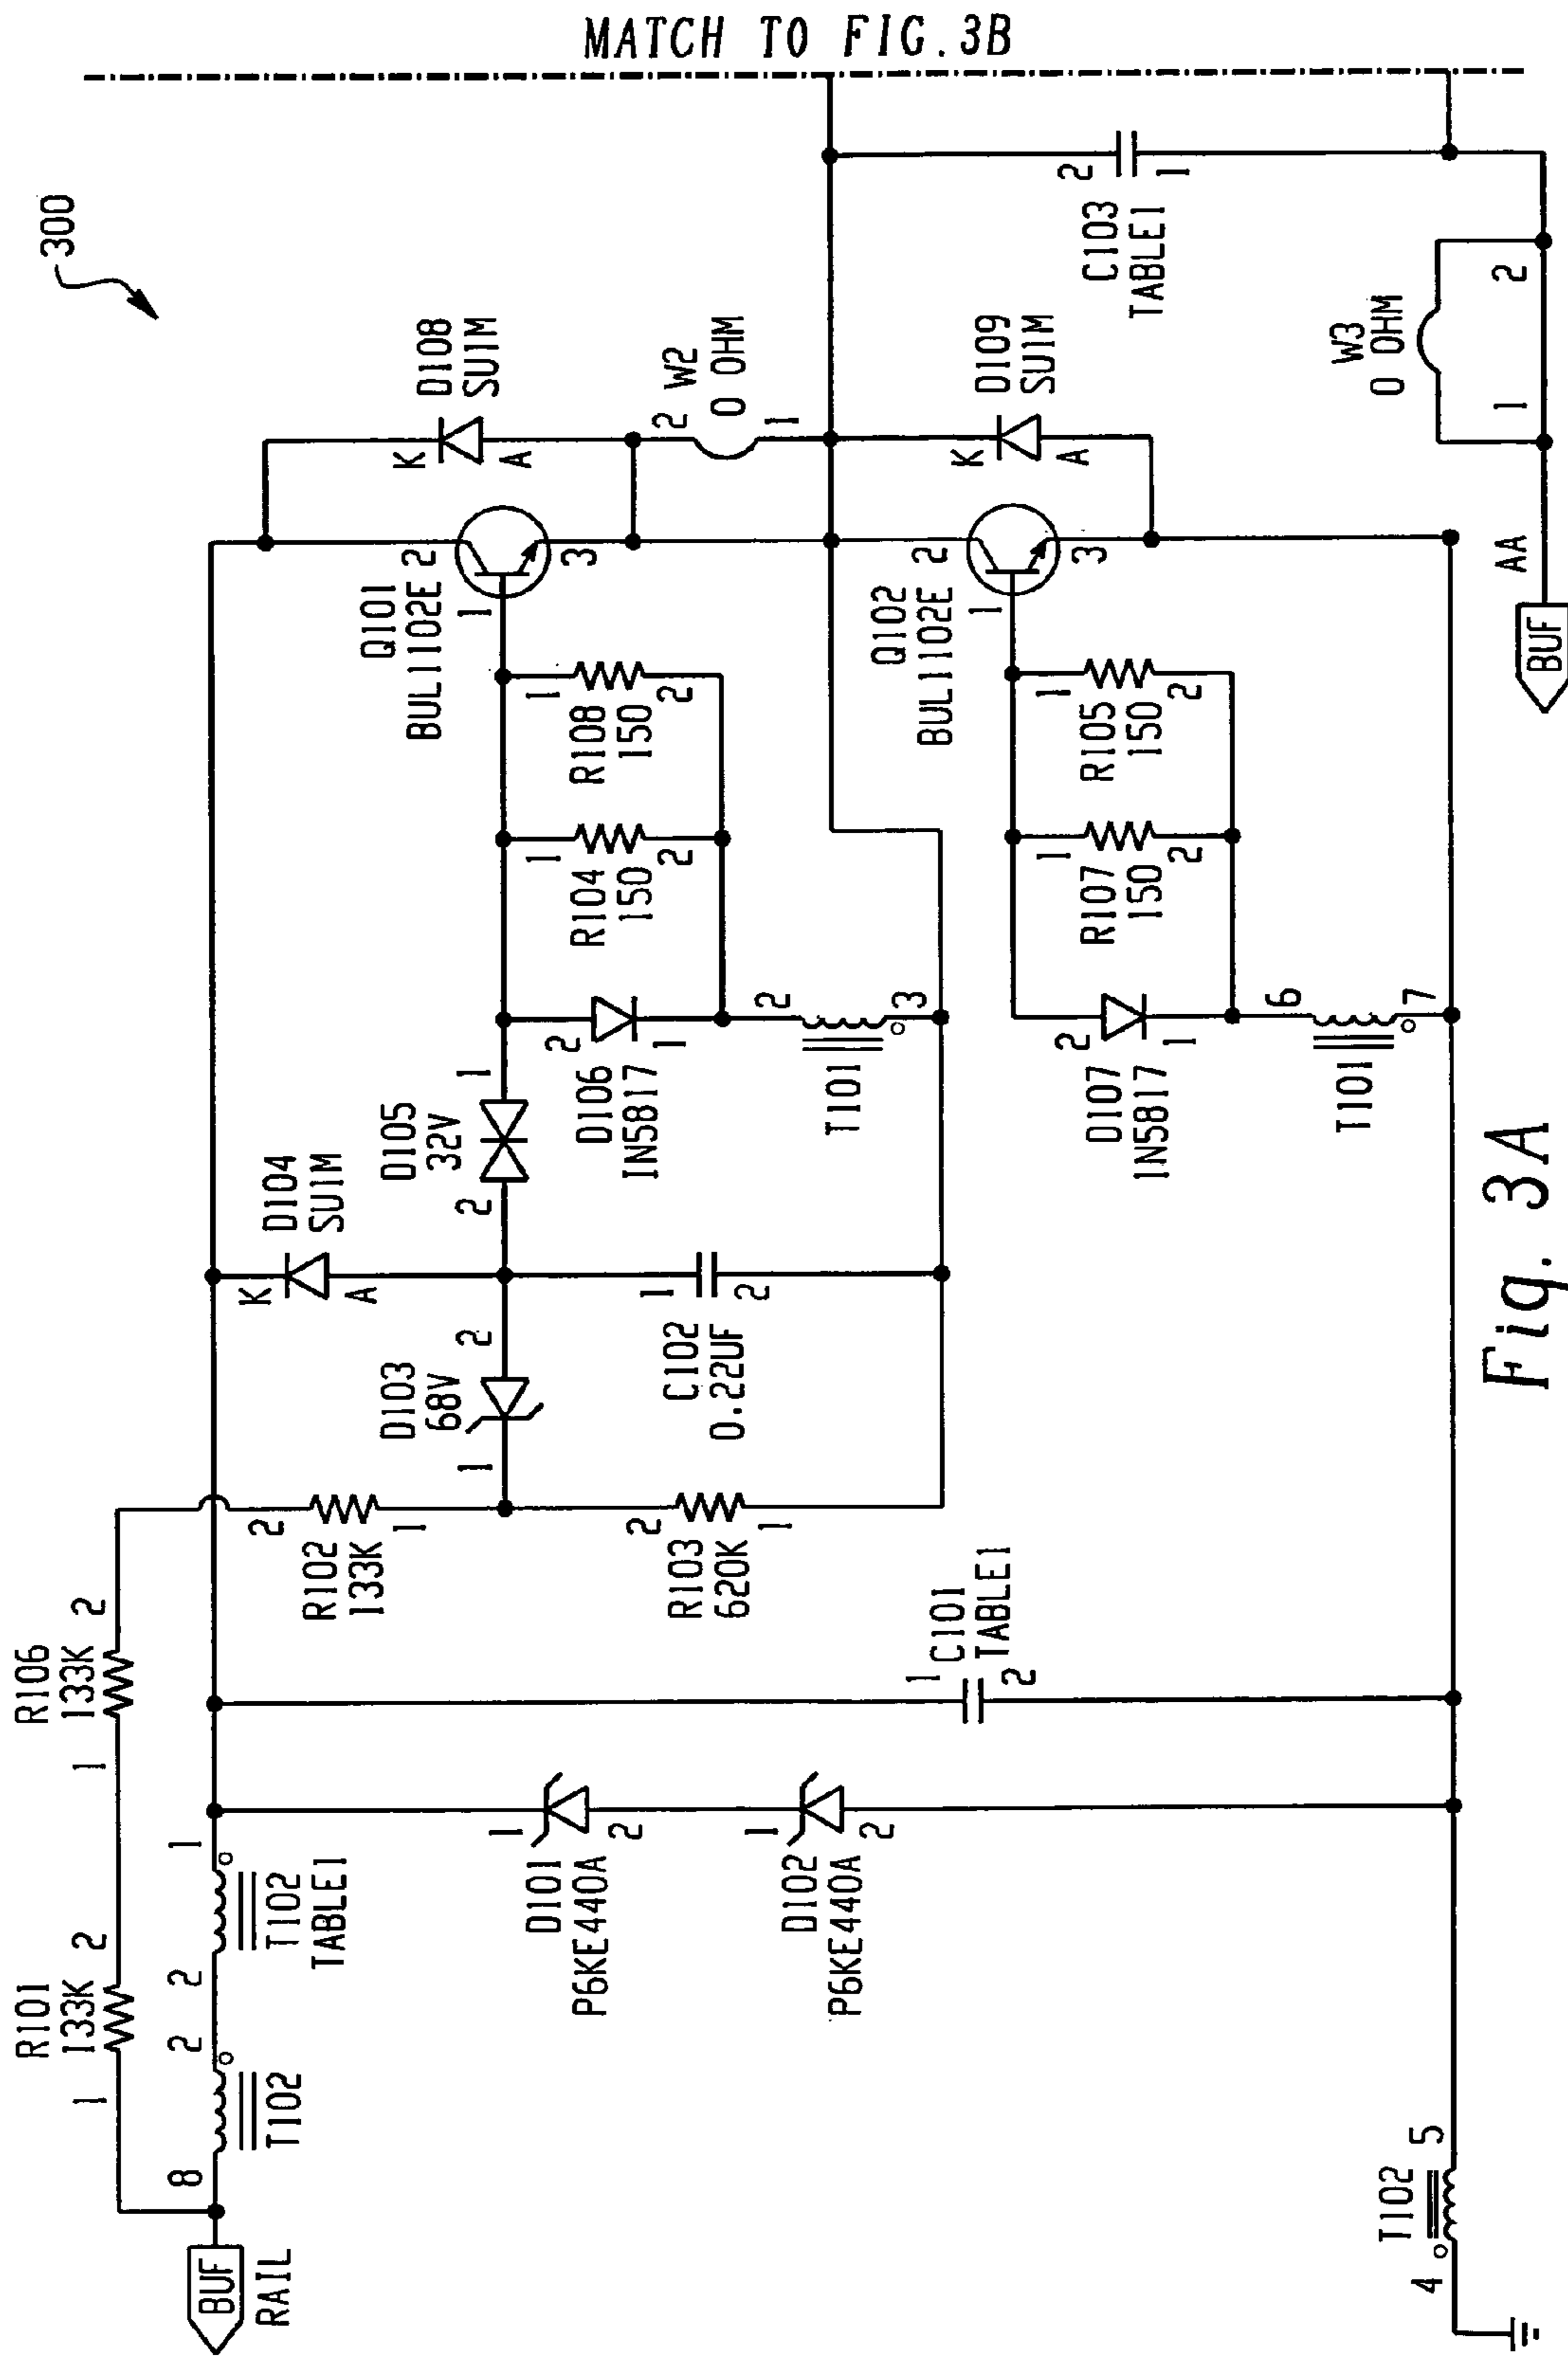 MATCH TO FIG.3B
300
R101
133K
1
2
R106
133K
1
2
BUF
RAIL
8
T102
2
2
T102
TABLE1
1
D101
P6KE440A
1
2
D102
P6KE440A
1
2
C101
TABLE1
1
2
R102
133K
2
1
R103
620K
2
1
D103
68V
1
2
D104
SU1M
K
A
C102
0.22UF
1
2
D105
32V
2
1
D106
1N5817
2
1
T101
2
3
R104
150
1
2
R108
150
1
2
Q101
BUL1102E
1
2
3
D108
SU1M
K
A
W2
0 OHM
2
1
D107
1N5817
2
1
T101
6
7
R107
150
1
2
R105
150
1
2
Q102
BUL1102E
1
2
3
D109
SU1M
K
A
C103
TABLE1
2
1
W3
0 OHM
1
2
AA
BUF
T102
4
5
Fig. 3A